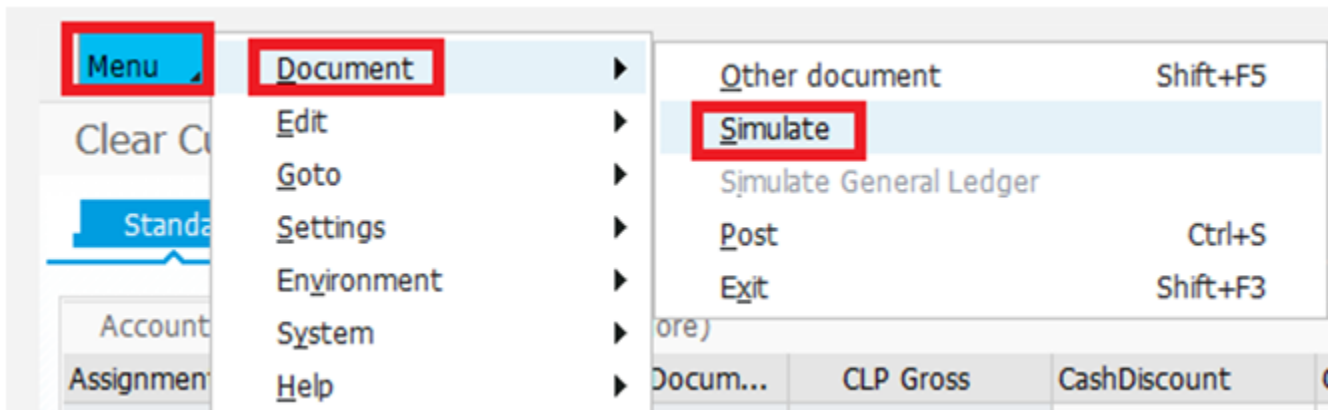 Menu
Document
Edit
Goto
Settings
Environment
System
Help
Other document Shift+F5
Simulate
Simulate General Ledger
Post Ctrl+S
Exit Shift+F3
Clear Cu
Standa
Account ore)
Assignmen Docum... CLP Gross CashDiscount